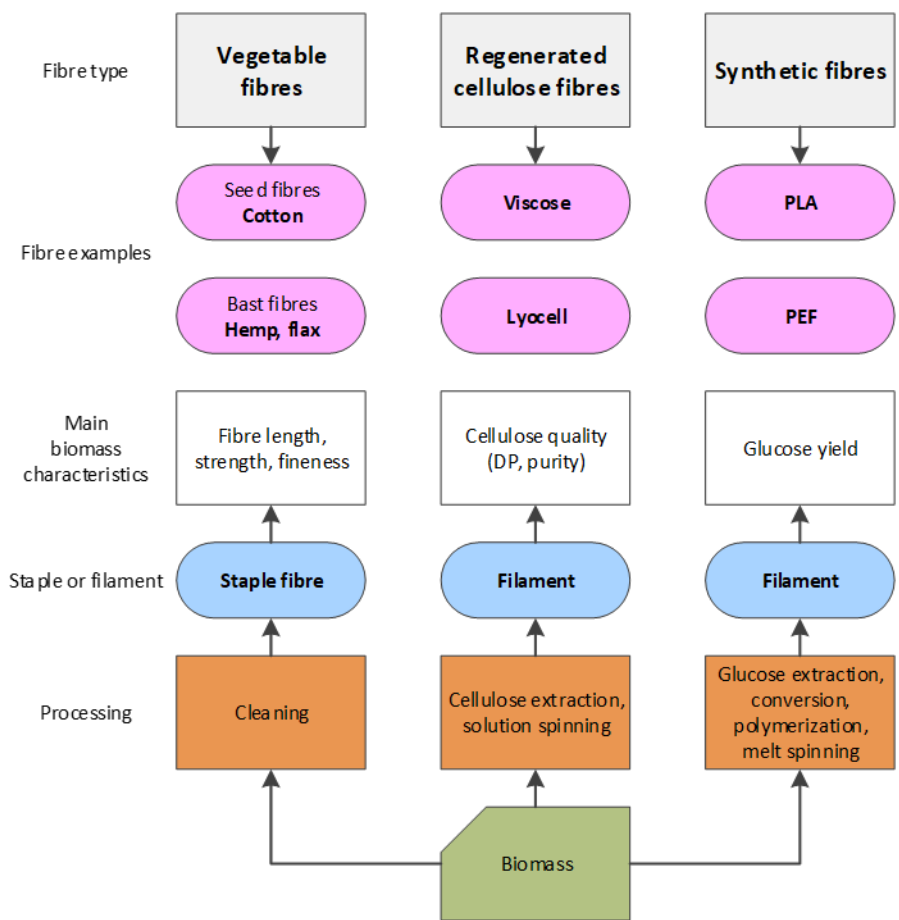 Fibre type
Vegetable
fibres
Regenerated
cellulose fibres
Synthetic fibres
Fibre examples
Seed fibres
Cotton
Viscose
PLA
Bast fibres
Hemp, flax
Lyocell
PEF
Main
biomass
characteristics
Fibre length,
strength, fineness
Cellulose quality
(DP, purity)
Glucose yield
Staple or filament
Staple fibre
Filament
Filament
Processing
Cleaning
Cellulose extraction,
solution spinning
Glucose extraction,
conversion,
polymerization,
melt spinning
Biomass